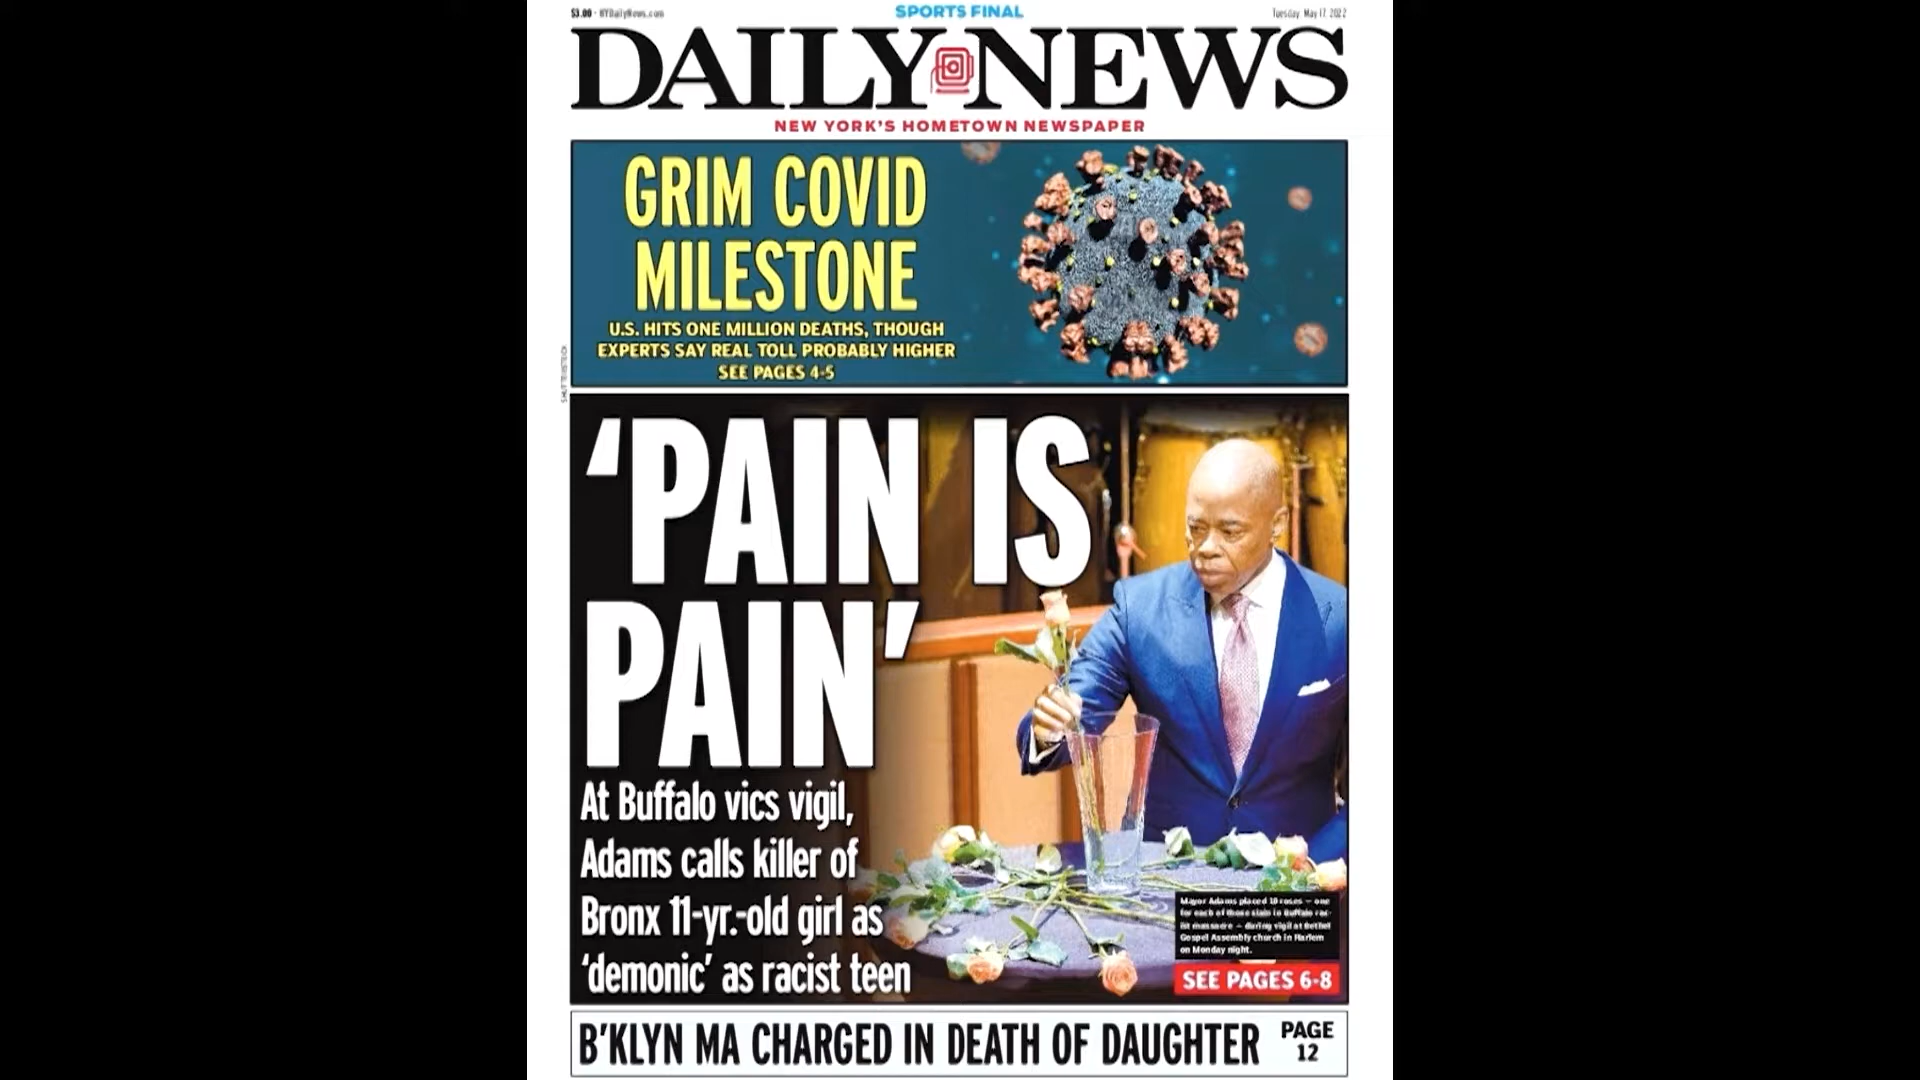 $3.00 - NYDailyNews.com
SPORTS FINAL
Tuesday May 17, 2022
DAILY NEWS
NEW YORK'S HOMETOWN NEWSPAPER
GRIM COVID
MILESTONE
U.S. HITS ONE MILLION DEATHS, THOUGH
EXPERTS SAY REAL TOLL PROBABLY HIGHER
SEE PAGES 4-5
SHUTTERSTOCK
'PAIN IS
PAIN'
At Buffalo vics vigil,
Adams calls killer of
Bronx 11-yr.-old girl as
'demonic' as racist teen
Mayor Adams placed 10 roses — one
for each of those slain in Buffalo rac-
ist massacre — during vigil at Bethel
Gospel Assembly church in Harlem
on Monday night.
SEE PAGES 6-8
B'KLYN MA CHARGED IN DEATH OF DAUGHTER
PAGE
12